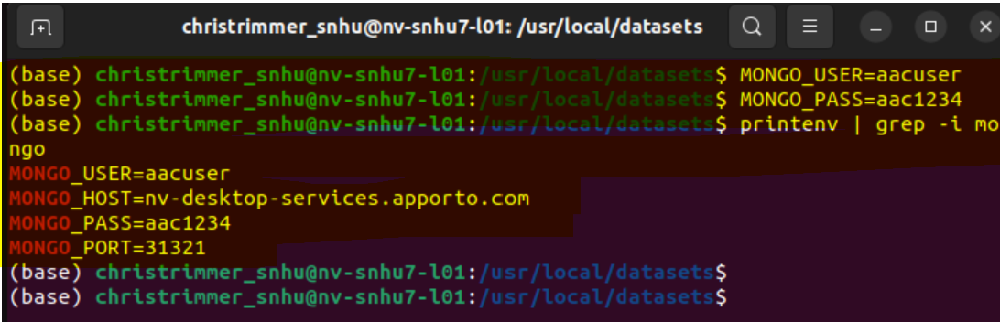 christrimmer_snhu@nv-snhu7-l01: /usr/local/datasets
(base) christrimmer_snhu@nv-snhu7-l01:/usr/local/datasets$ MONGO_USER=aacuser
(base) christrimmer_snhu@nv-snhu7-l01:/usr/local/datasets$ MONGO_PASS=aac1234
(base) christrimmer_snhu@nv-snhu7-l01:/usr/local/datasets$ printenv | grep -i mo
ngo
MONGO_USER=aacuser
MONGO_HOST=nv-desktop-services.apporto.com
MONGO_PASS=aac1234
MONGO_PORT=31321
(base) christrimmer_snhu@nv-snhu7-l01:/usr/local/datasets$
(base) christrimmer_snhu@nv-snhu7-l01:/usr/local/datasets$